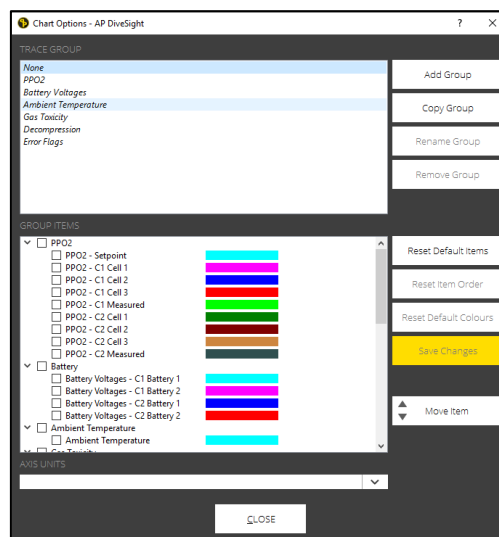 Chart Options - AP DiveSight
TRACE GROUP
None
PPO2
Battery Voltages
Ambient Temperature
Gas Toxicity
Decompression
Error Flags
Add Group
Copy Group
Rename Group
Remove Group
GROUP ITEMS
PPO2
PPO2 - Setpoint
PPO2 - C1 Cell 1
PPO2 - C1 Cell 2
PPO2 - C1 Cell 3
PPO2 - C1 Measured
PPO2 - C2 Cell 1
PPO2 - C2 Cell 2
PPO2 - C2 Cell 3
PPO2 - C2 Measured
Battery
Battery Voltages - C1 Battery 1
Battery Voltages - C1 Battery 2
Battery Voltages - C2 Battery 1
Battery Voltages - C2 Battery 2
Ambient Temperature
Ambient Temperature
Gas Toxicity
Reset Default Items
Reset Item Order
Reset Default Colours
Save Changes
Move Item
AXIS UNITS
CLOSE